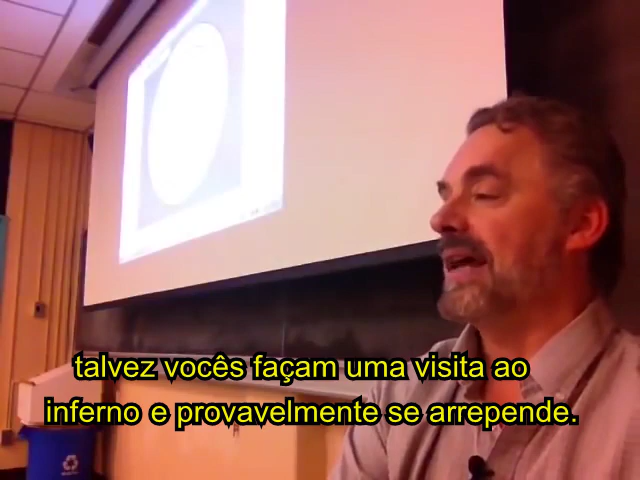 talvez vocês façam uma visita ao
inferno e provavelmente se arrepende.